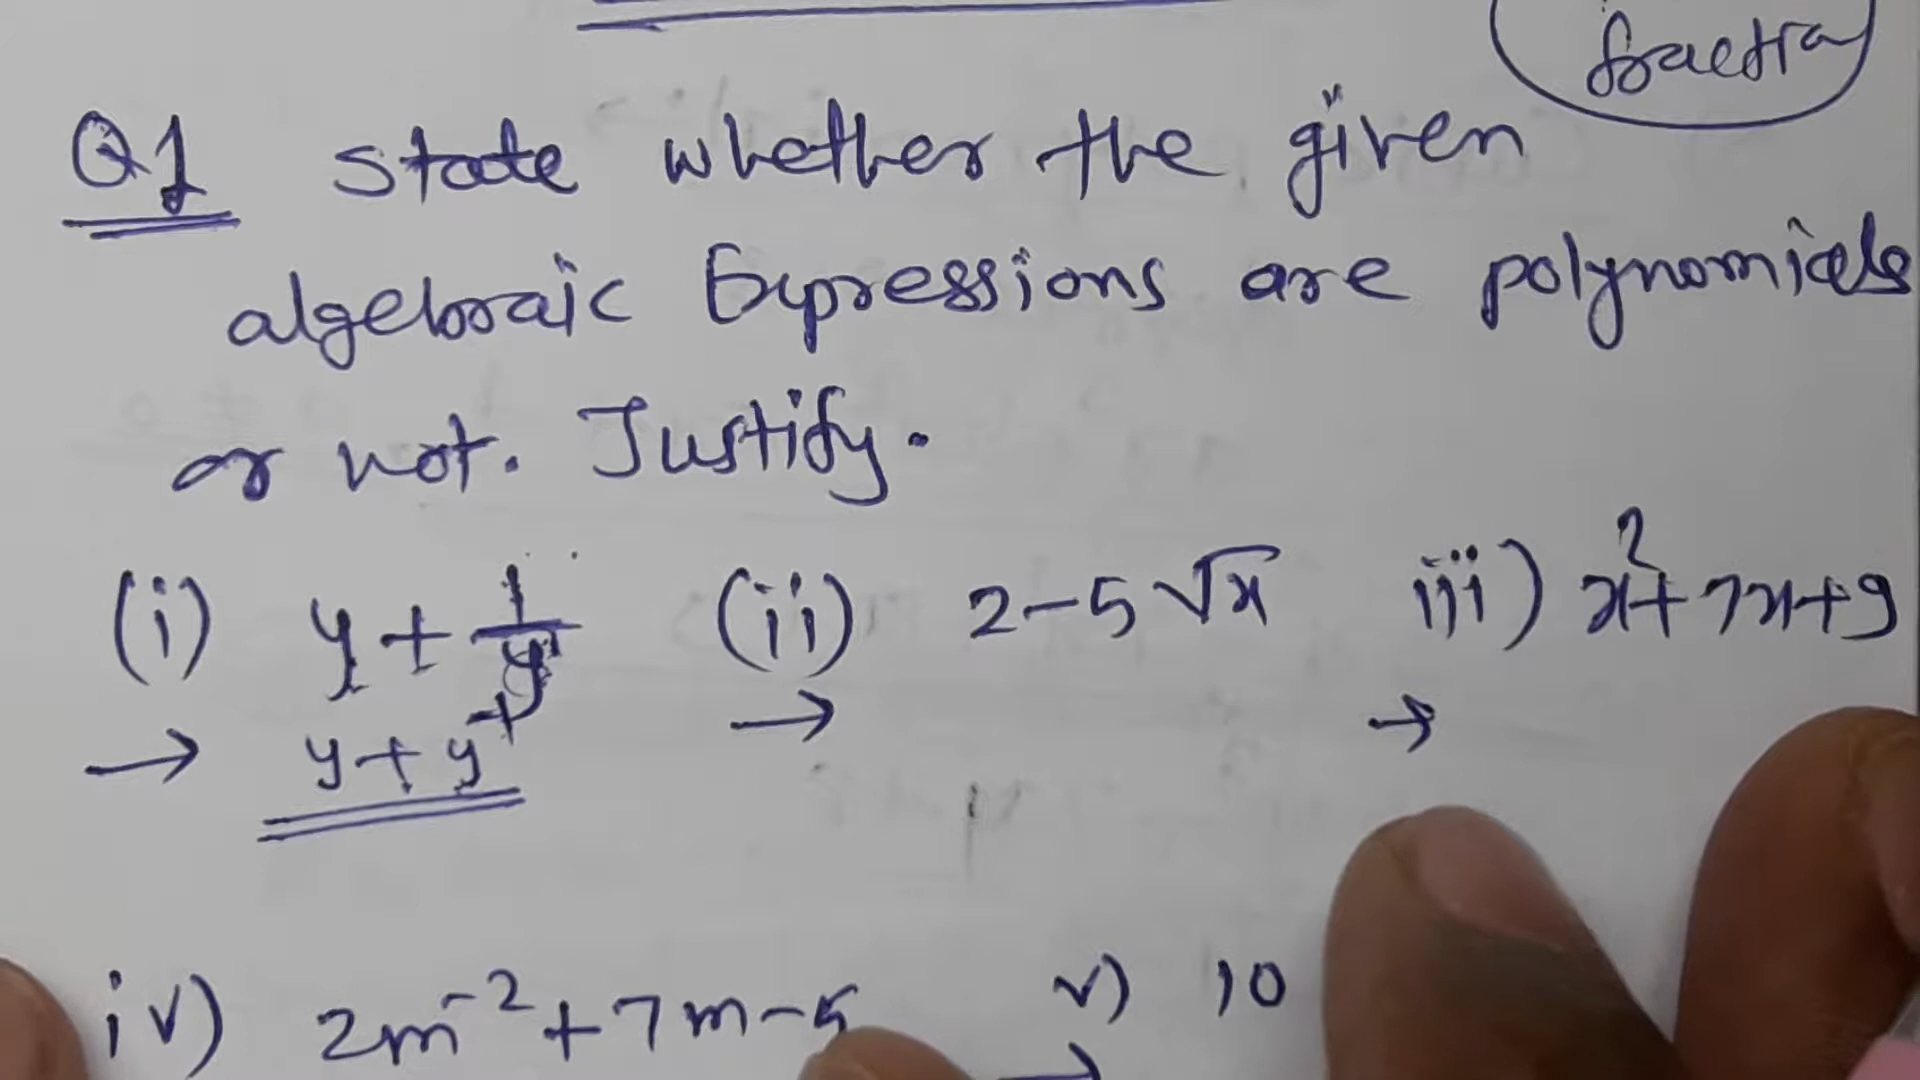 fractra
Q1 State whether the given
algebraic Expressions are polynomials
or not. Justify.
(i) y + 1/y (ii) 2-5√x iii) x²+7x+9
→ y+y⁻¹ → →
iv) 2m⁻²+7m-5 v) 10
→